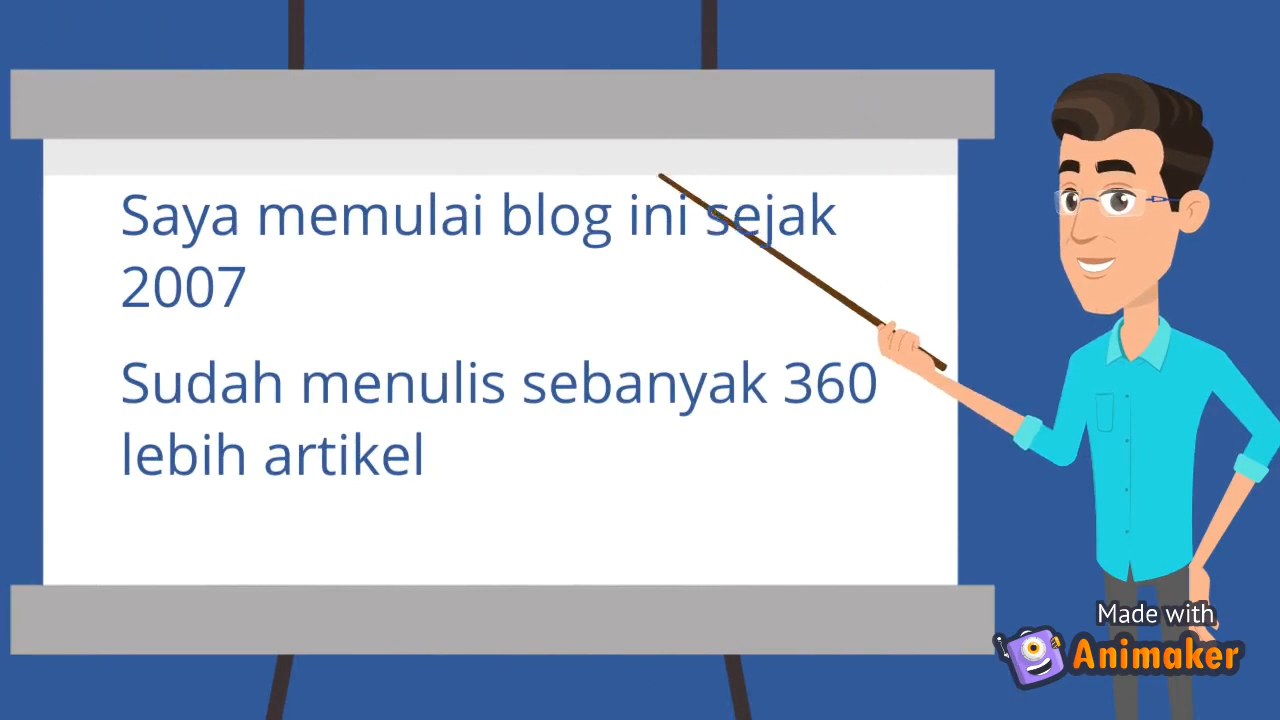 Saya memulai blog ini sejak
2007
Sudah menulis sebanyak 360
lebih artikel
Made with
Animaker